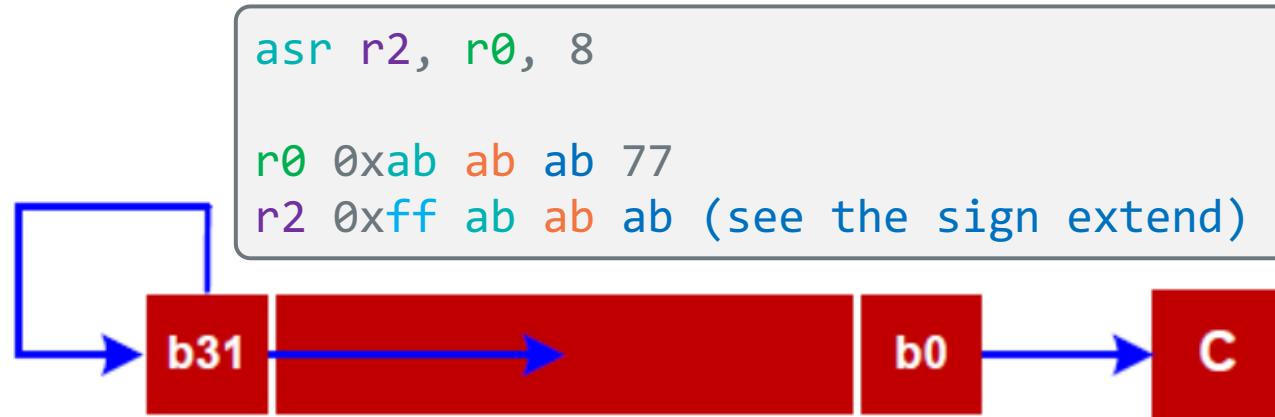 asr r2, r0, 8
r0 0xab ab ab 77
r2 0xff ab ab ab (see the sign extend)
b31 b0 C